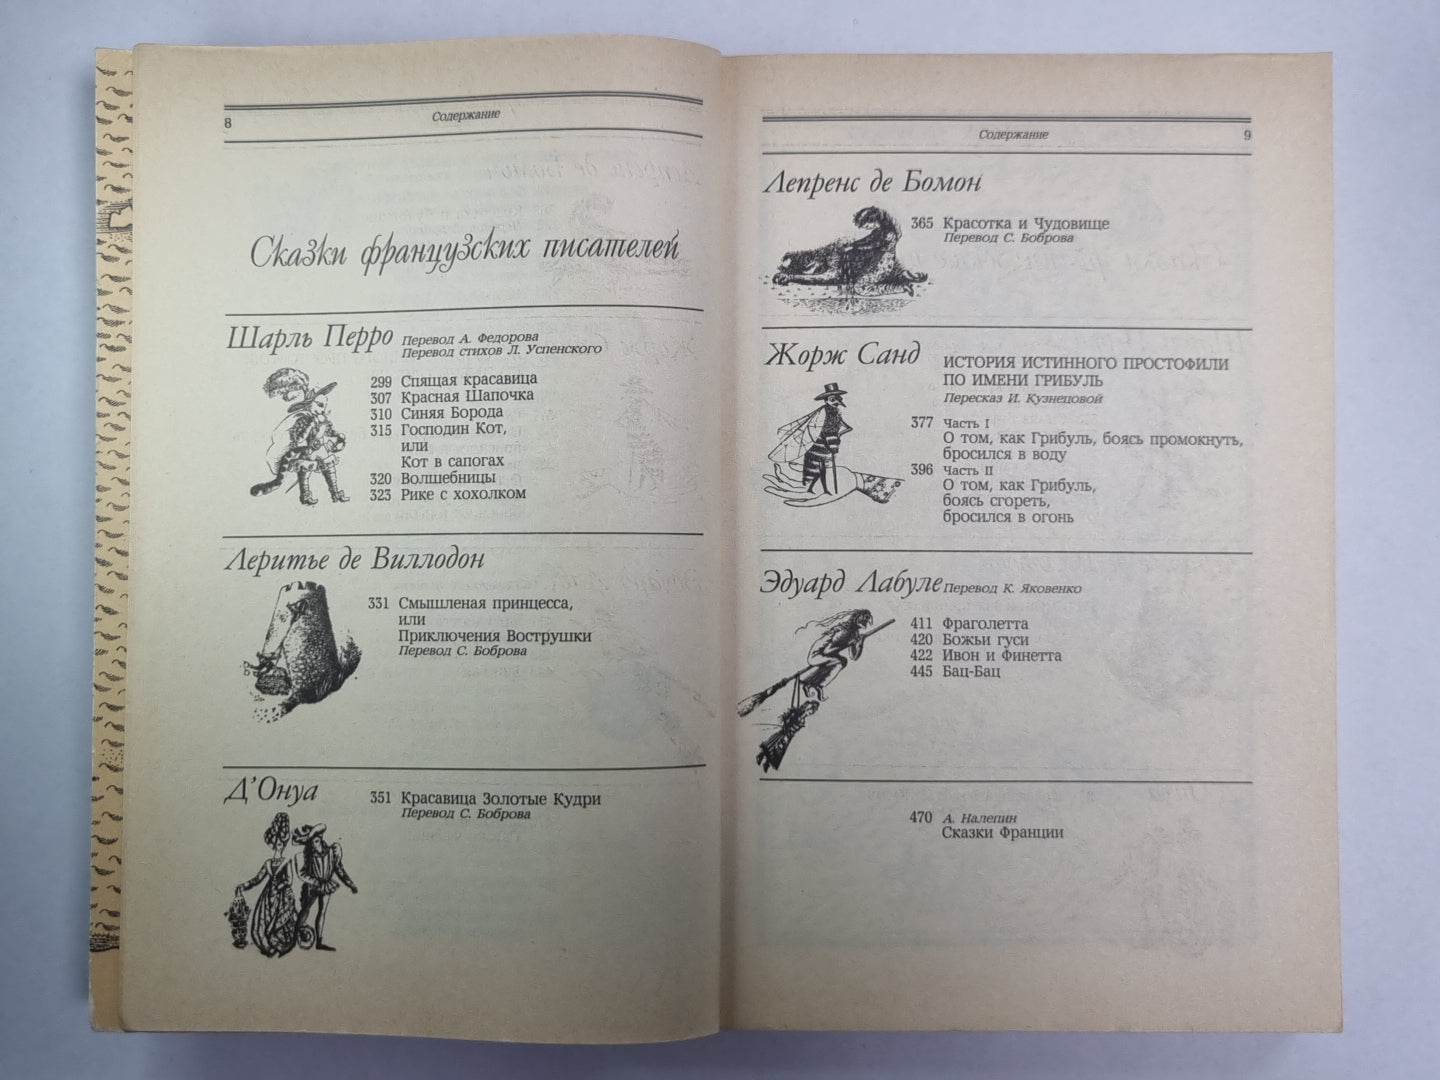 8
Содержание
Сказки французских писателей
Шарль Перро
Перевод А. Федорова
Перевод стихов Л. Успенского
299 Спящая красавица
307 Красная Шапочка
310 Синяя Борода
315 Господин Кот,
или
Кот в сапогах
320 Волшебницы
323 Рике с хохолком
Леритье де Виллодон
331 Смышленая принцесса,
или
Приключения Вострушки
Перевод С. Боброва
Д’Онуа
351 Красавица Золотые Кудри
Перевод С. Боброва
Содержание
9
Лепренс де Бомон
365 Красотка и Чудовище
Перевод С. Боброва
Жорж Санд
ИСТОРИЯ ИСТИННОГО ПРОСТОФИЛИ
ПО ИМЕНИ ГРИБУЛЬ
Пересказ И. Кузнецовой
377 Часть I
О том, как Грибуль, боясь промокнуть,
бросился в воду
396 Часть II
О том, как Грибуль,
боясь сгореть,
бросился в огонь
Эдуард Лабуле Перевод К. Яковенко
411 Фраголетта
420 Божьи гуси
422 Ивон и Финетта
445 Бац-Бац
470 А. Налепин
Сказки Франции